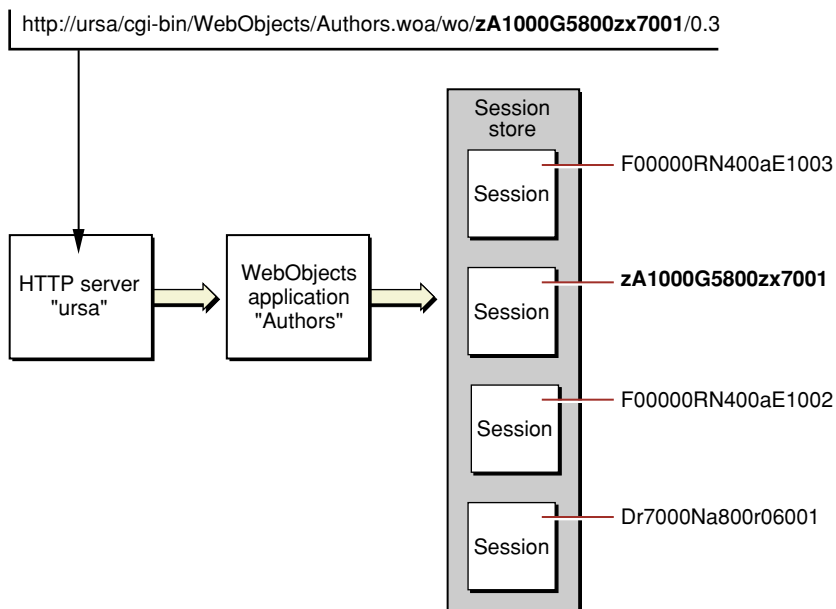 http://ursa/cgi-bin/WebObjects/Authors.woa/wo/zA1000G5800zx7001/0.3
Session
store
Session
F00000RN400aE1003
HTTP server
"ursa"
WebObjects
application
"Authors"
Session
zA1000G5800zx7001
Session
F00000RN400aE1002
Session
Dr7000Na800r06001